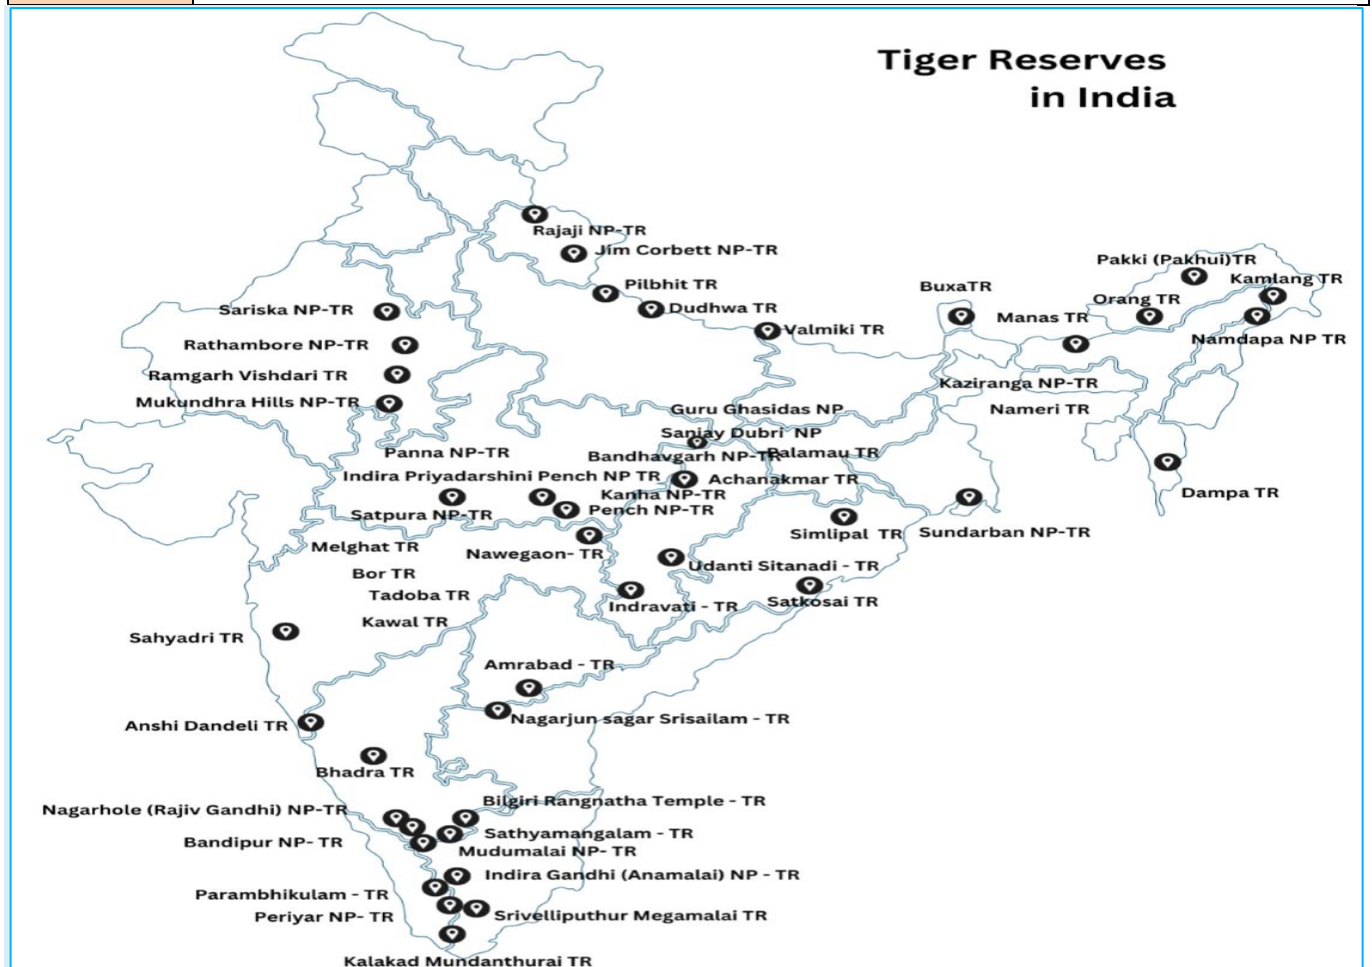 Tiger Reserves
in India
Rajaji NP-TR
Jim Corbett NP-TR
Pakki (Pakhui)TR
Kamlang TR
Pilbhit TR
BuxaTR
Orang TR
Sariska NP-TR
Dudhwa TR
Manas TR
Valmiki TR
Namdapa NP TR
Rathambore NP-TR
Ramgarh Vishdari TR
Kaziranga NP-TR
Mukundhra Hills NP-TR
Guru Ghasidas NP
Nameri TR
Sanjay Dubri NP
Panna NP-TR
Bandhavgarh NP-TR
Palamau TR
Indira Priyadarshini Pench NP TR
Achanakmar TR
Kanha NP-TR
Dampa TR
Satpura NP-TR
Pench NP-TR
Simlipal TR
Sundarban NP-TR
Melghat TR
Nawegaon- TR
Udanti Sitanadi - TR
Bor TR
Tadoba TR
Indravati - TR
Satkosai TR
Kawal TR
Sahyadri TR
Amrabad - TR
Anshi Dandeli TR
Nagarjun sagar Srisailam - TR
Bhadra TR
Bilgiri Rangnatha Temple - TR
Nagarhole (Rajiv Gandhi) NP-TR
Sathyamangalam - TR
Bandipur NP- TR
Mudumalai NP- TR
Indira Gandhi (Anamalai) NP - TR
Parambhikulam - TR
Periyar NP- TR
Srivelliputhur Megamalai TR
Kalakad Mundanthurai TR